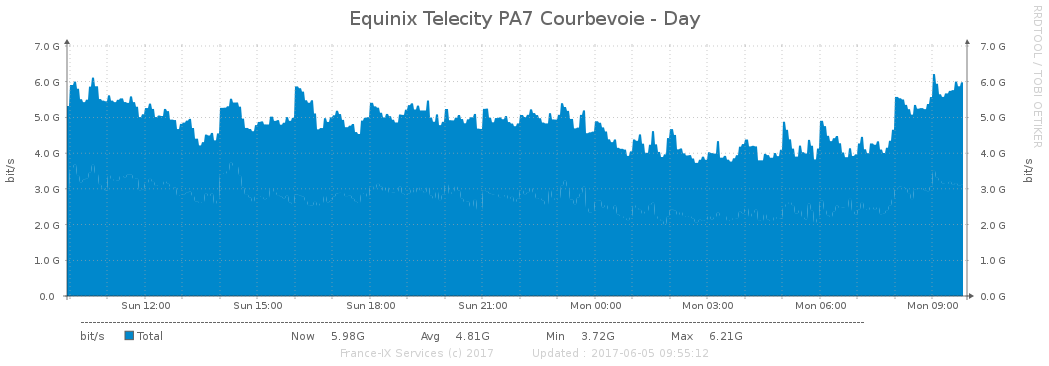 Equinix Telecity PA7 Courbevoie - Day
RRDTOOL / TOBI OETIKER
7.0 G 7.0 G
6.0 G 6.0 G
5.0 G 5.0 G
4.0 G 4.0 G
3.0 G 3.0 G
2.0 G 2.0 G
1.0 G 1.0 G
0.0 0.0 G
bit/s bit/s
Sun 12:00 Sun 15:00 Sun 18:00 Sun 21:00 Mon 00:00 Mon 03:00 Mon 06:00 Mon 09:00
bit/s Total Now 5.98G Avg 4.81G Min 3.72G Max 6.21G
France-IX Services (c) 2017 Updated : 2017-06-05 09:55:12